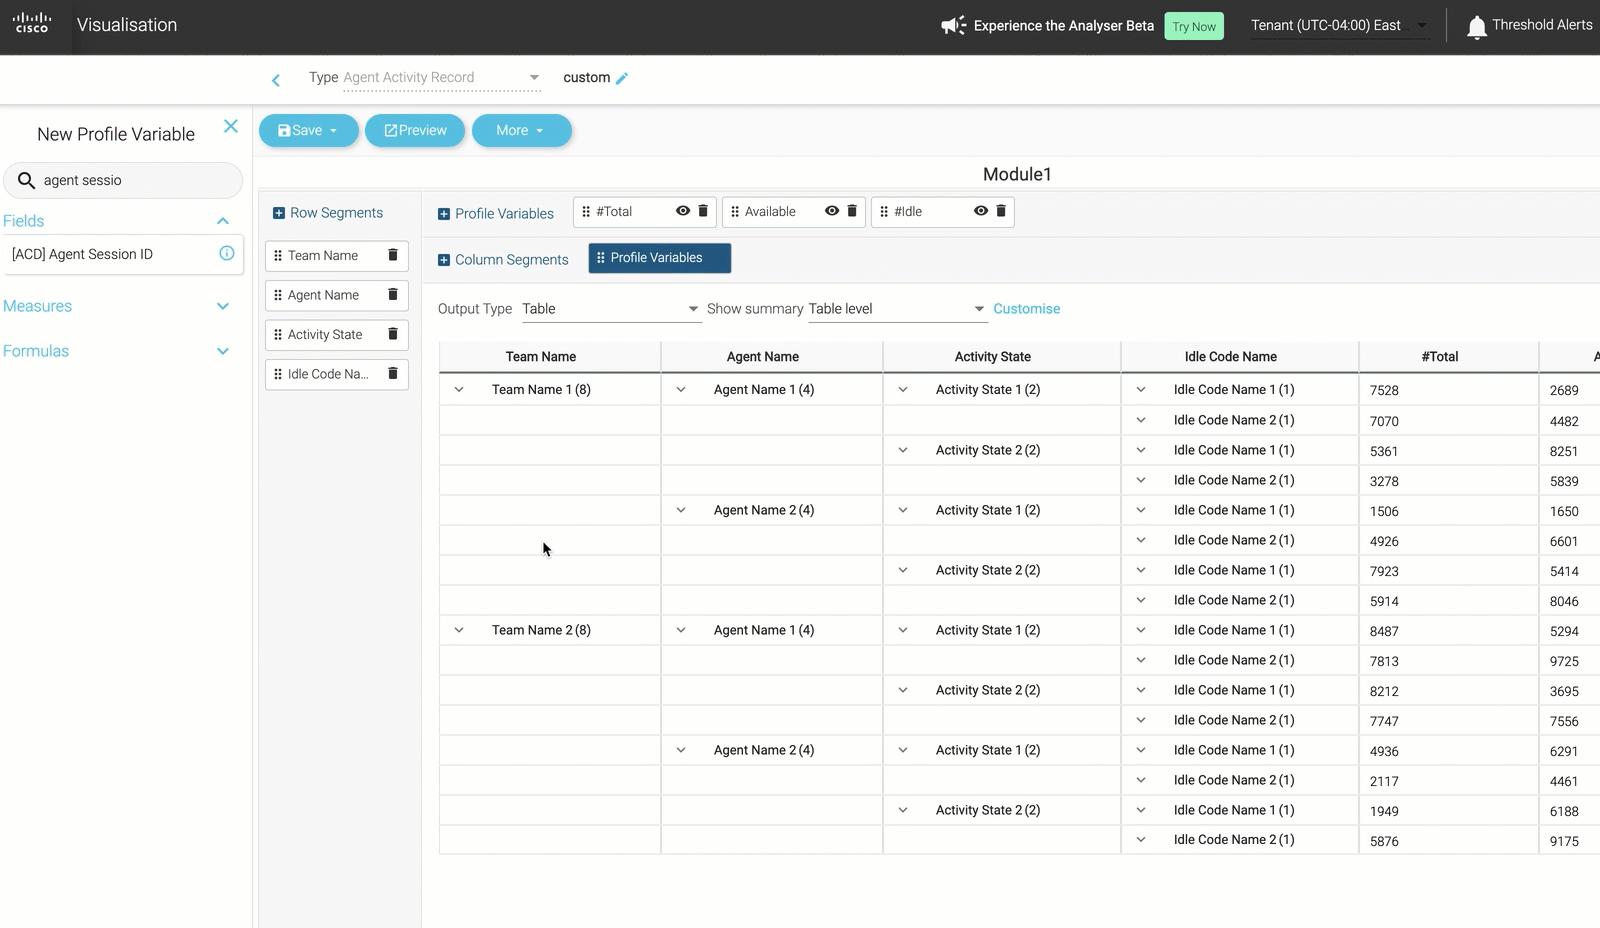 cisco Visualisation Experience the Analyser Beta Try Now Tenant (UTC-04:00) East Threshold Alerts
Type Agent Activity Record custom
New Profile Variable
Save Preview More
Module1
agent sessio
Fields
[ACD] Agent Session ID
Measures
Formulas
Row Segments
Team Name
Agent Name
Activity State
Idle Code Na...
Profile Variables #Total Available #Idle
Column Segments Profile Variables
Output Type Table Show summary Table level Customise
Team Name Agent Name Activity State Idle Code Name #Total A
Team Name 1 (8) Agent Name 1 (4) Activity State 1 (2) Idle Code Name 1 (1) 7528 2689
Idle Code Name 2 (1) 7070 4482
Activity State 2 (2) Idle Code Name 1 (1) 5361 8251
Idle Code Name 2 (1) 3278 5839
Agent Name 2 (4) Activity State 1 (2) Idle Code Name 1 (1) 1506 1650
Idle Code Name 2 (1) 4926 6601
Activity State 2 (2) Idle Code Name 1 (1) 7923 5414
Idle Code Name 2 (1) 5914 8046
Team Name 2 (8) Agent Name 1 (4) Activity State 1 (2) Idle Code Name 1 (1) 8487 5294
Idle Code Name 2 (1) 7813 9725
Activity State 2 (2) Idle Code Name 1 (1) 8212 3695
Idle Code Name 2 (1) 7747 7556
Agent Name 2 (4) Activity State 1 (2) Idle Code Name 1 (1) 4936 6291
Idle Code Name 2 (1) 2117 4461
Activity State 2 (2) Idle Code Name 1 (1) 1949 6188
Idle Code Name 2 (1) 5876 9175